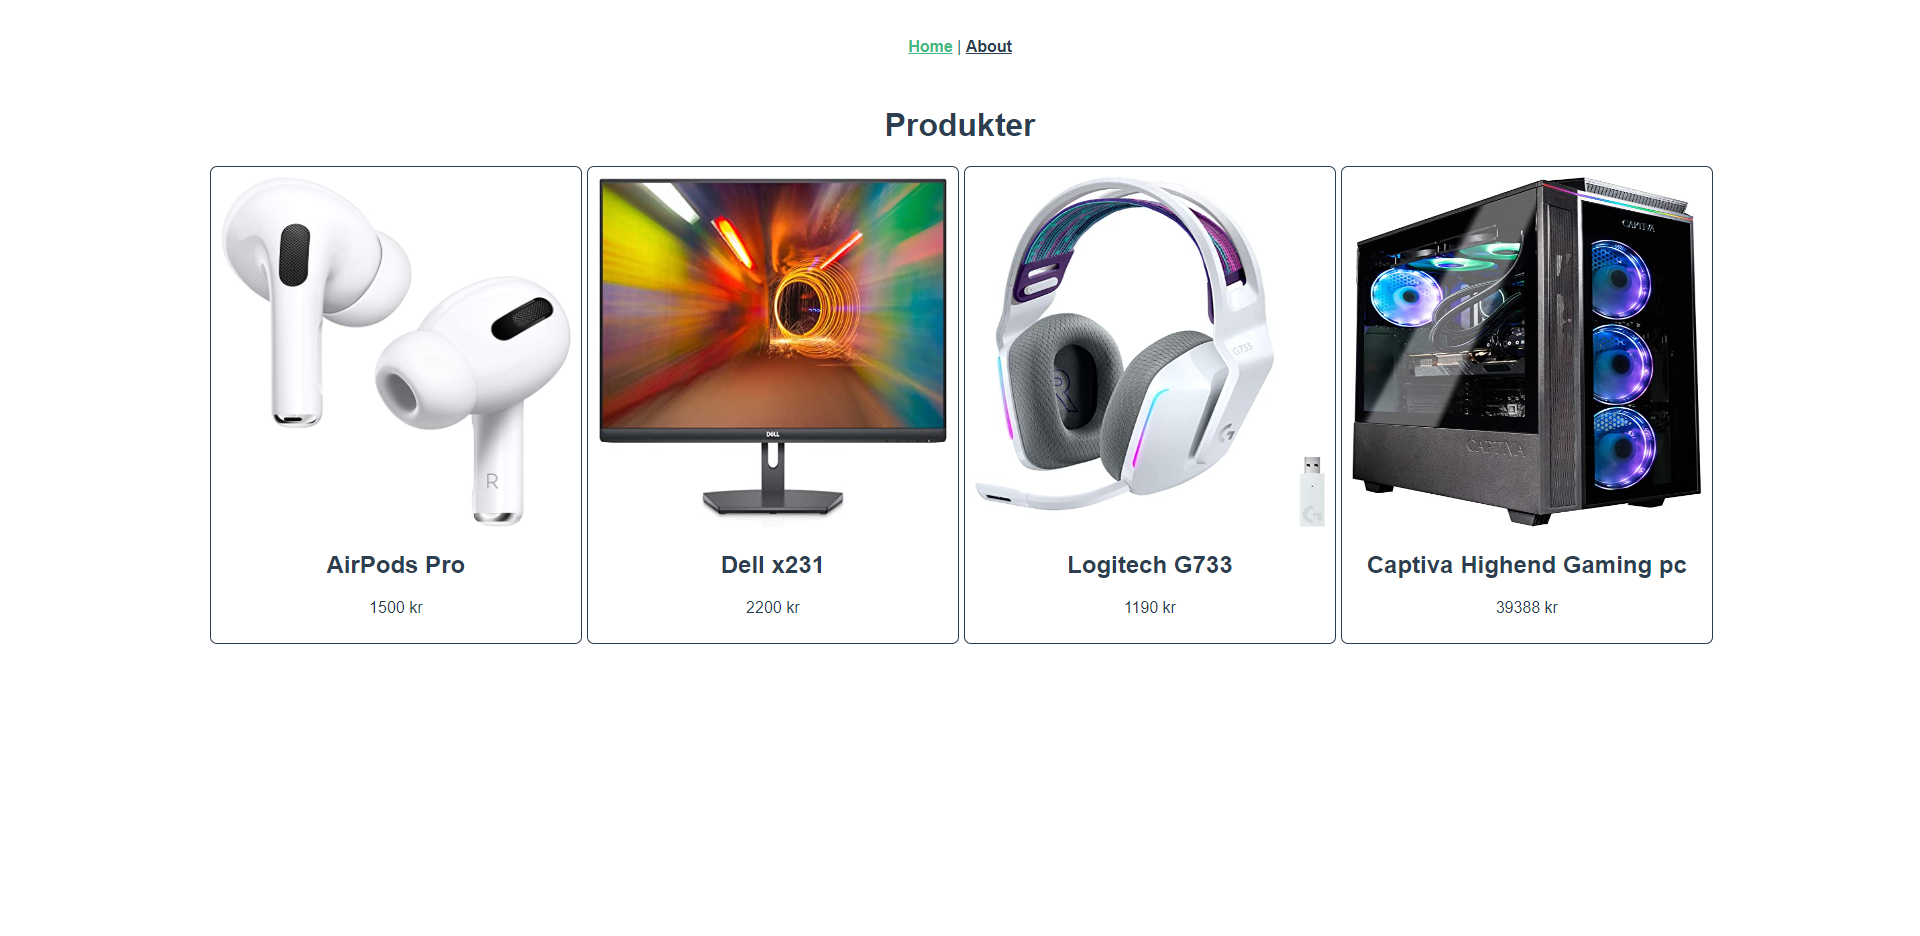 Home | About
Produkter
R
DELL
R
G733
CAPTIVA
CAPTIVA
AirPods Pro
Dell x231
Logitech G733
Captiva Highend Gaming pc
1500 kr
2200 kr
1190 kr
39388 kr